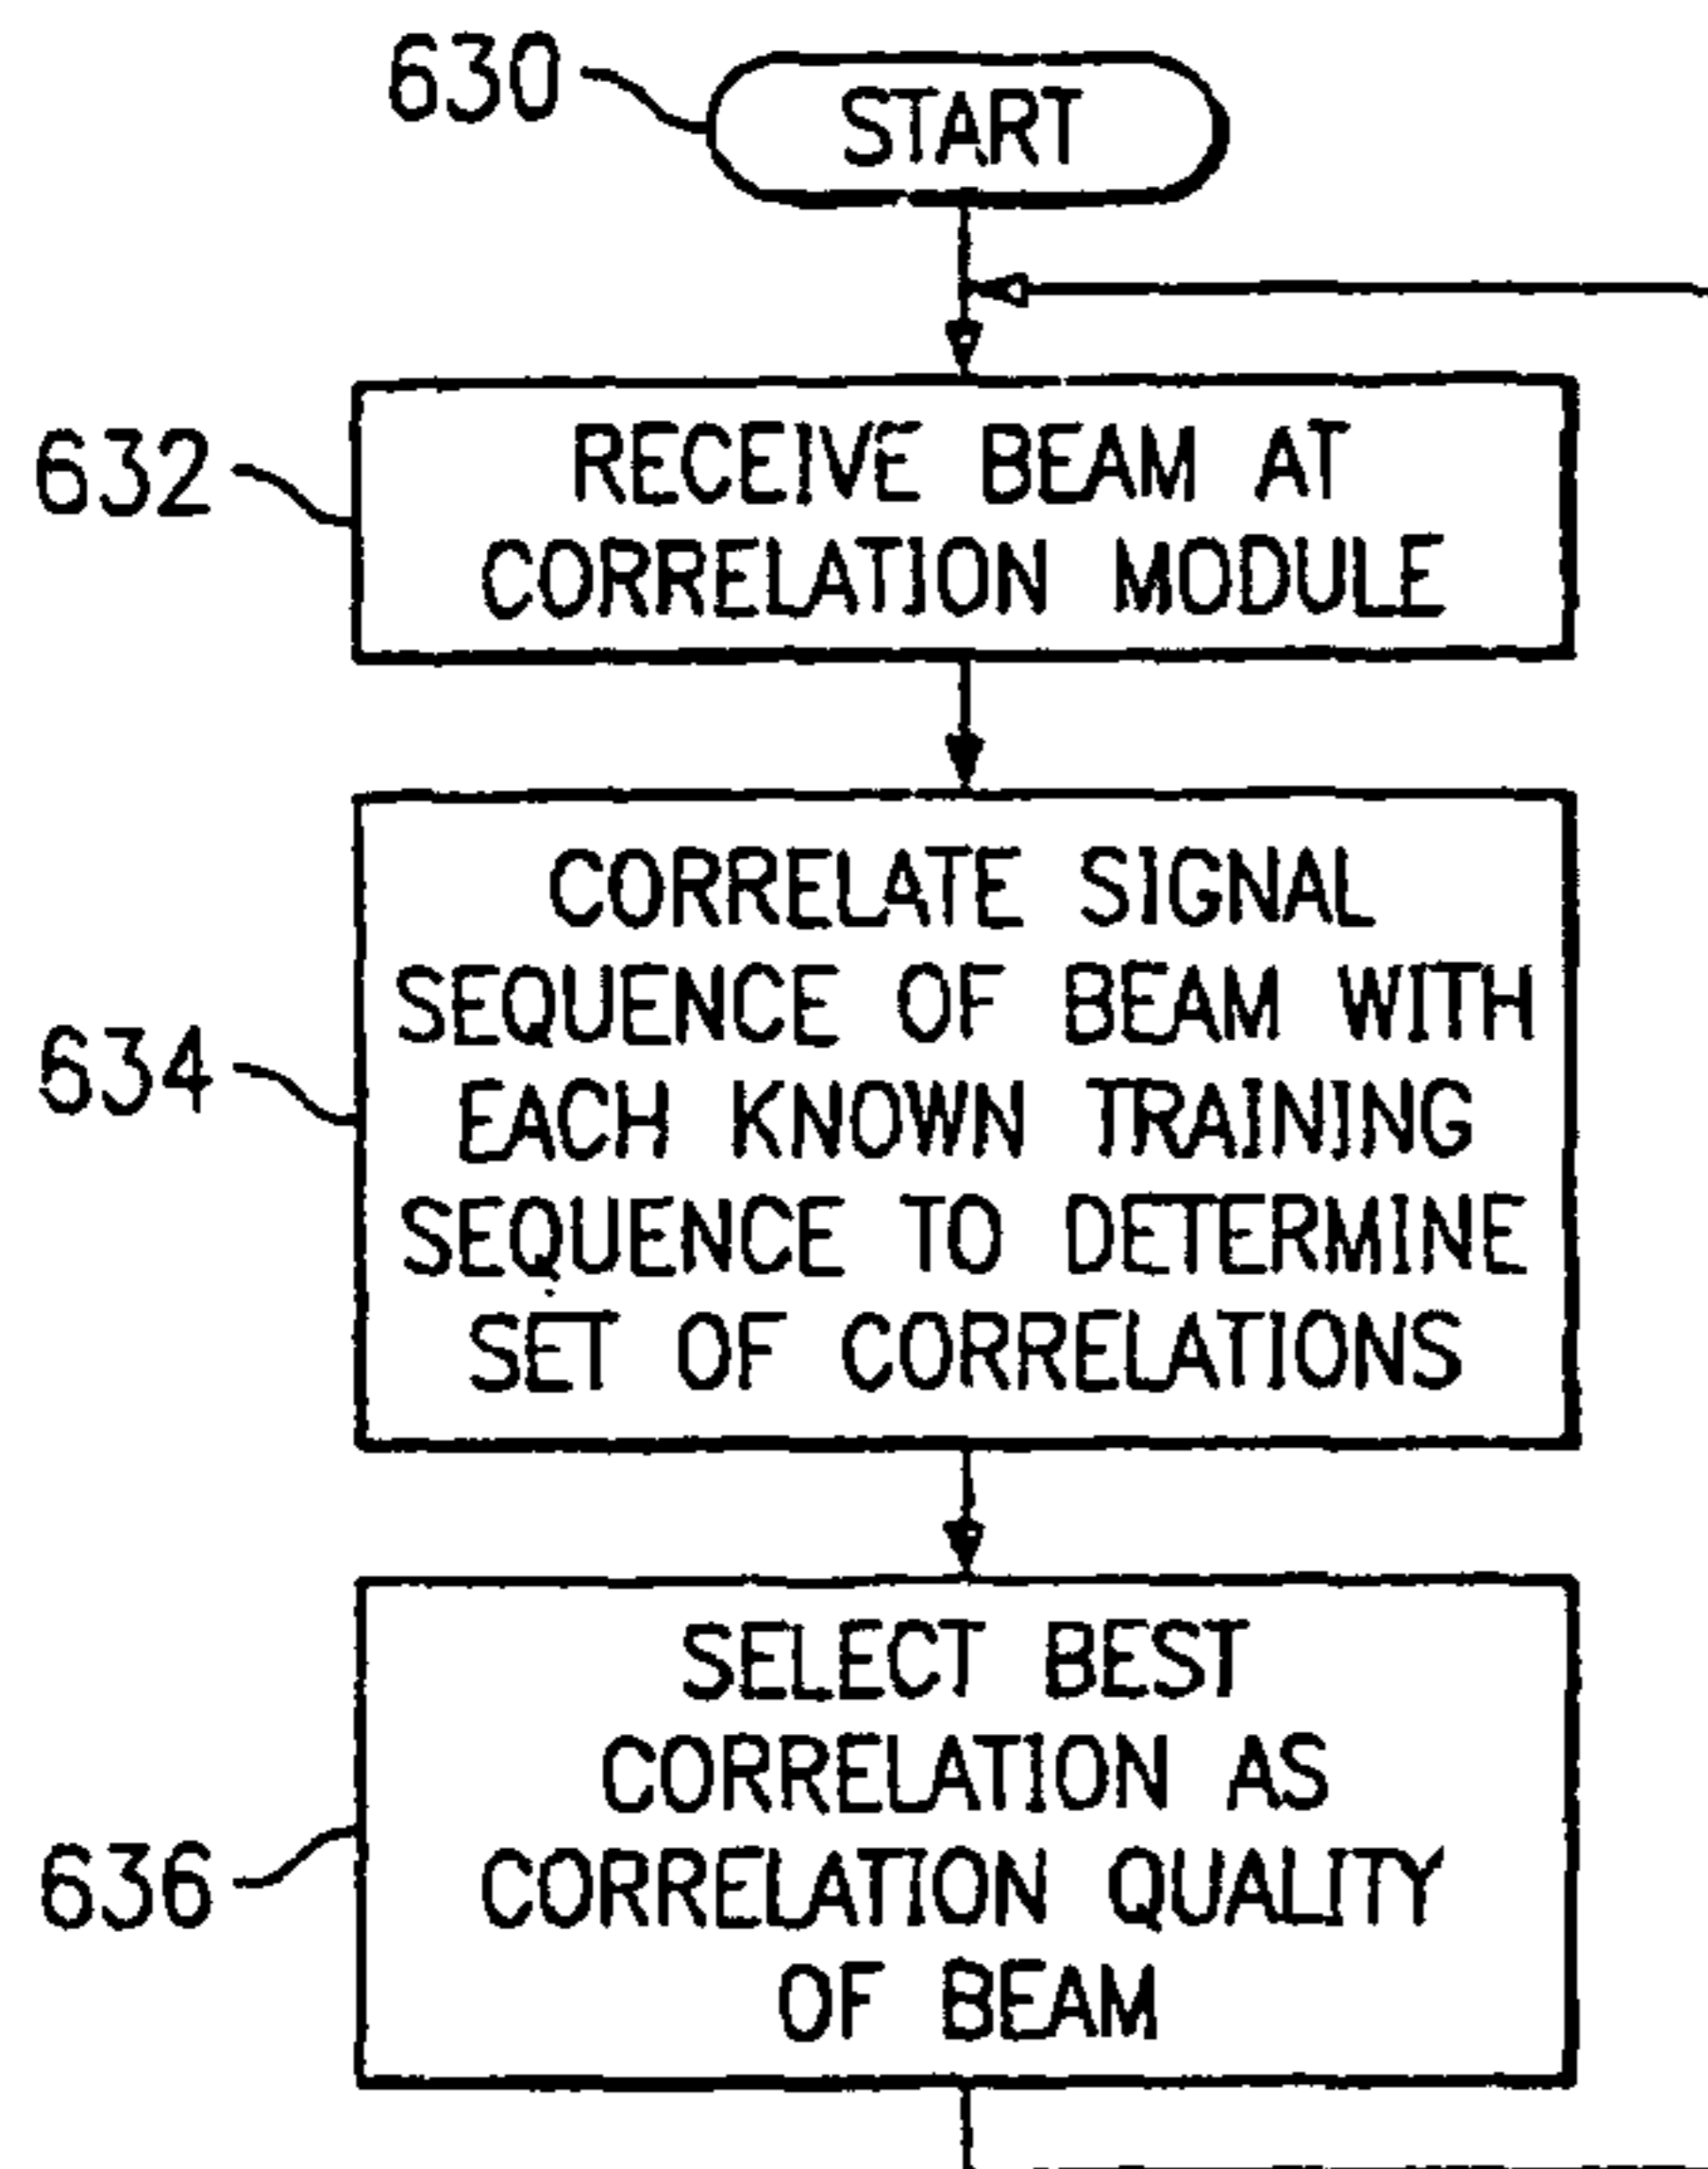 630
START
632
RECEIVE BEAM AT
CORRELATION MODULE
634
CORRELATE SIGNAL
SEQUENCE OF BEAM WITH
EACH KNOWN TRAINING
SEQUENCE TO DETERMINE
SET OF CORRELATIONS
636
SELECT BEST
CORRELATION AS
CORRELATION QUALITY
OF BEAM